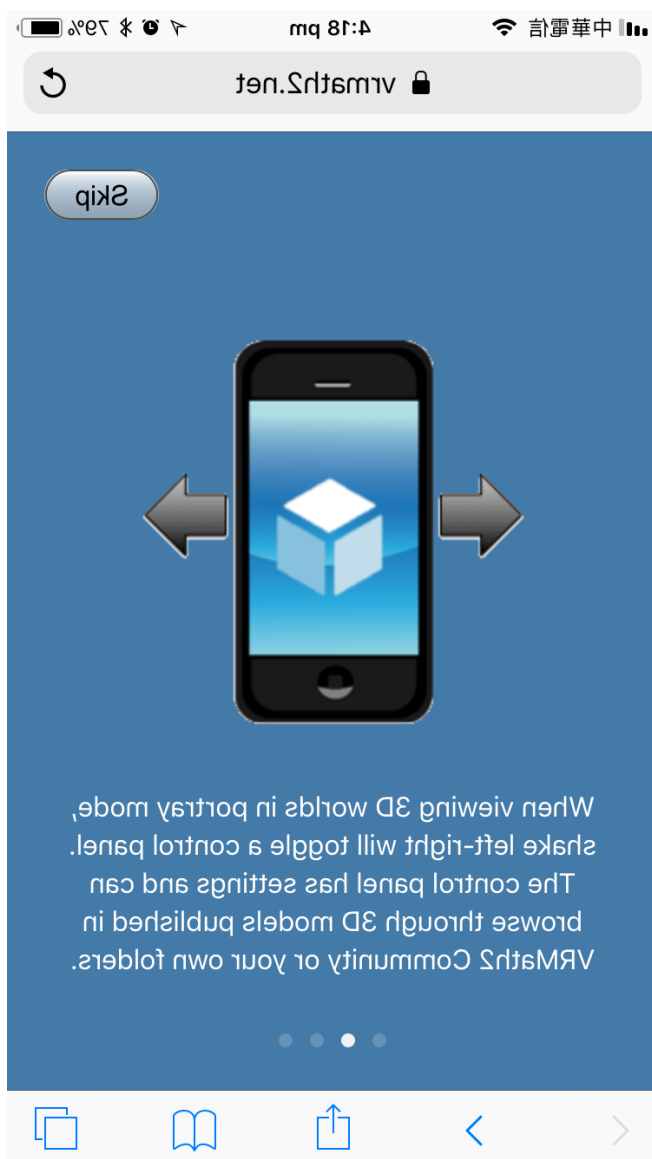 中華電信 4:18 pm 79%
vrmath2.net
Skip
When viewing 3D worlds in portray mode,
shake left-right will toggle a control panel.
The control panel has settings and can
browse through 3D models published in
VRMath2 Community or your own folders.